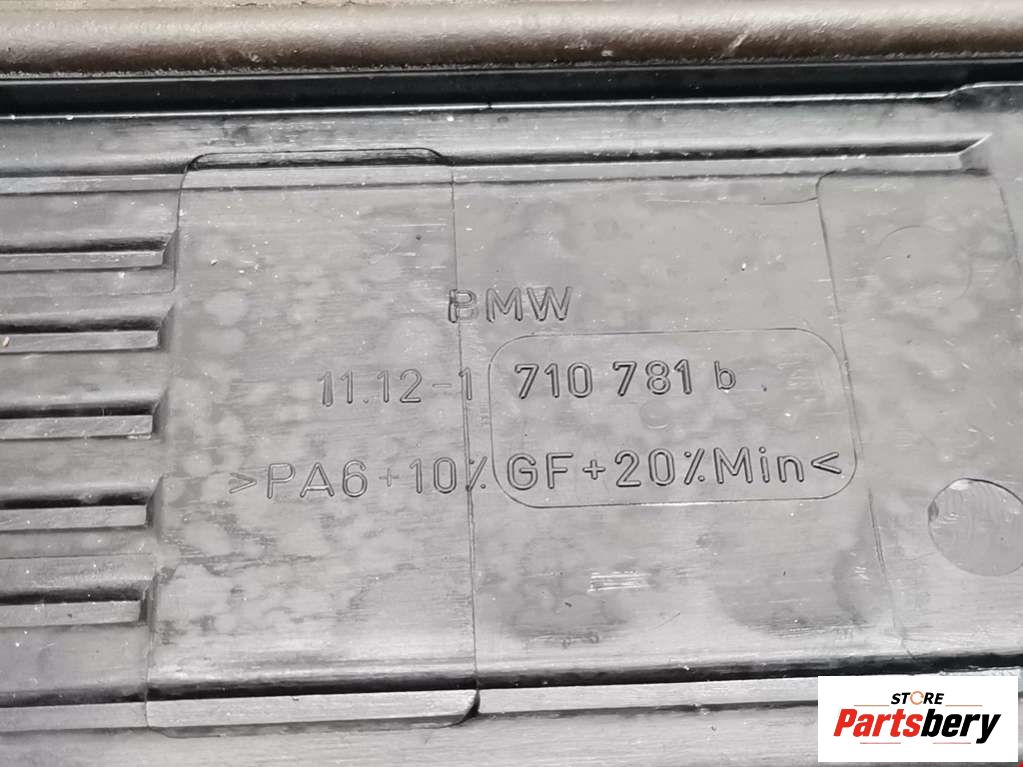 BMW
11.12-1 710 781 b
>PA6+10% GF+20%Min<
STORE
Partsbery